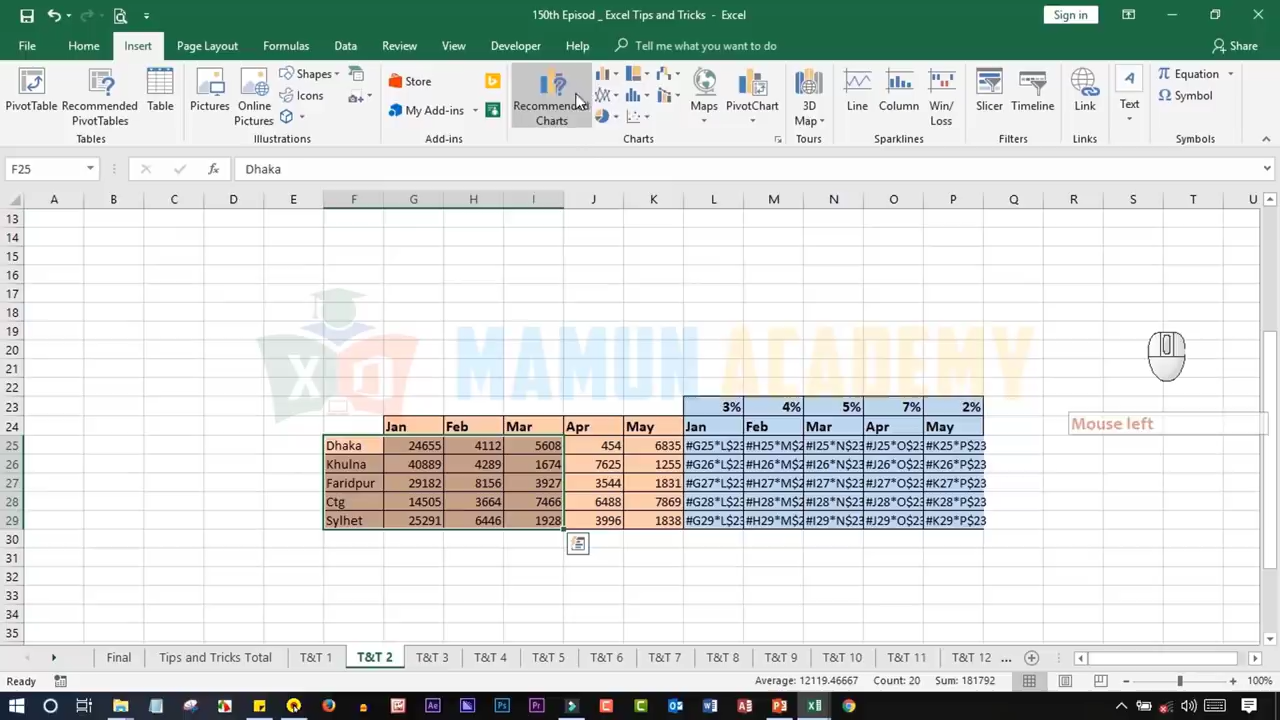 150th Episod _ Excel Tips and Tricks - Excel
Sign in
File Home Insert Page Layout Formulas Data Review View Developer Help Tell me what you want to do Share
PivotTable Recommended PivotTables Table Pictures Online Pictures Shapes Icons Store My Add-ins Recommended Charts Maps PivotChart 3D Map Line Column Win/Loss Slicer Timeline Link Text Equation Symbol
Tables Illustrations Add-ins Charts Tours Sparklines Filters Links Symbols
F25 fx Dhaka
A B C D E F G H I J K L M N O P Q R S T U
13
14
15
16
17
18
19
20
MAMUN ACADEMY
21
22
23 3% 4% 5% 7% 2%
24 Jan Feb Mar Apr May Jan Feb Mar Apr May
Mouse left
25 Dhaka 24655 4112 5608 454 6835 #G25*L$23 #H25*M$2 #I25*N$23 #J25*O$23 #K25*P$23
26 Khulna 40889 4289 1674 7625 1255 #G26*L$23 #H26*M$2 #I26*N$23 #J26*O$23 #K26*P$23
27 Faridpur 29182 8156 3927 3544 1831 #G27*L$23 #H27*M$2 #I27*N$23 #J27*O$23 #K27*P$23
28 Ctg 14505 3664 7466 6488 7869 #G28*L$23 #H28*M$2 #I28*N$23 #J28*O$23 #K28*P$23
29 Sylhet 25291 6446 1928 3996 1838 #G29*L$23 #H29*M$2 #I29*N$23 #J29*O$23 #K29*P$23
30
31
32
33
34
35
Final Tips and Tricks Total T&T 1 T&T 2 T&T 3 T&T 4 T&T 5 T&T 6 T&T 7 T&T 8 T&T 9 T&T 10 T&T 11 T&T 12 ...
Ready Average: 12119.46667 Count: 20 Sum: 181792 100%